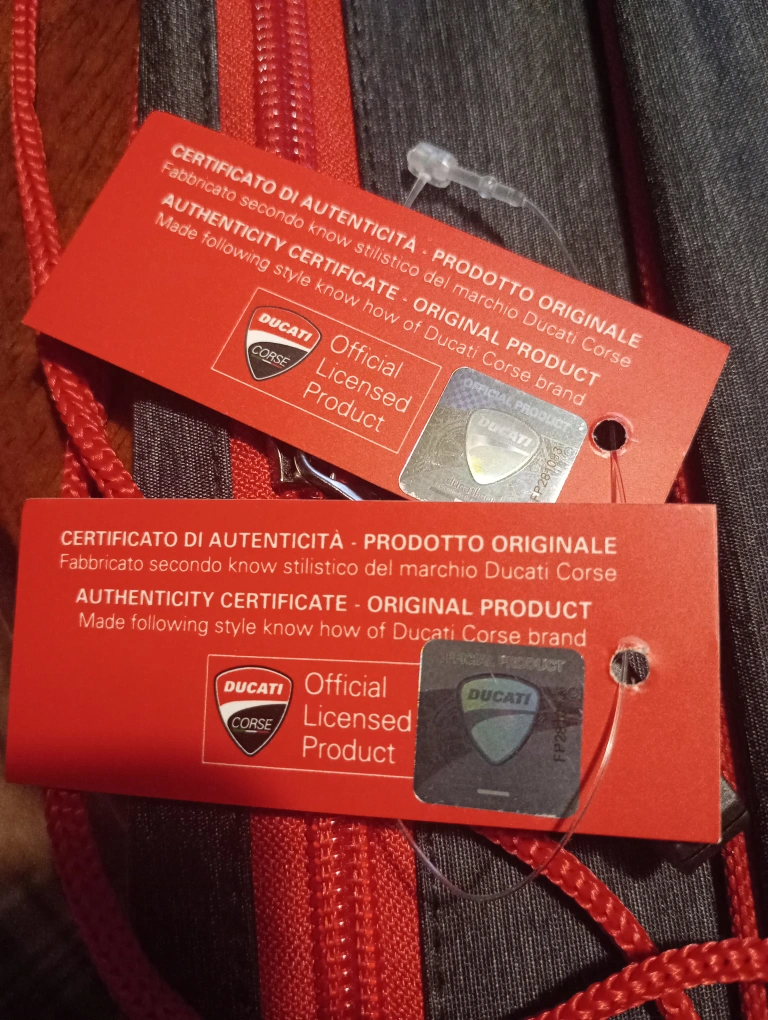 CERTIFICATO DI AUTENTICITÀ - PRODOTTO ORIGINALE
Fabbricato secondo know stilistico del marchio Ducati Corse
AUTHENTICITY CERTIFICATE - ORIGINAL PRODUCT
Made following style know how of Ducati Corse brand
DUCATI
CORSE
Official
Licensed
Product
OFFICIAL PRODUCT
DUCATI
CERTIFICATO DI AUTENTICITÀ - PRODOTTO ORIGINALE
Fabbricato secondo know stilistico del marchio Ducati Corse
AUTHENTICITY CERTIFICATE - ORIGINAL PRODUCT
Made following style know how of Ducati Corse brand
DUCATI
CORSE
Official
Licensed
Product
OFFICIAL PRODUCT
DUCATI